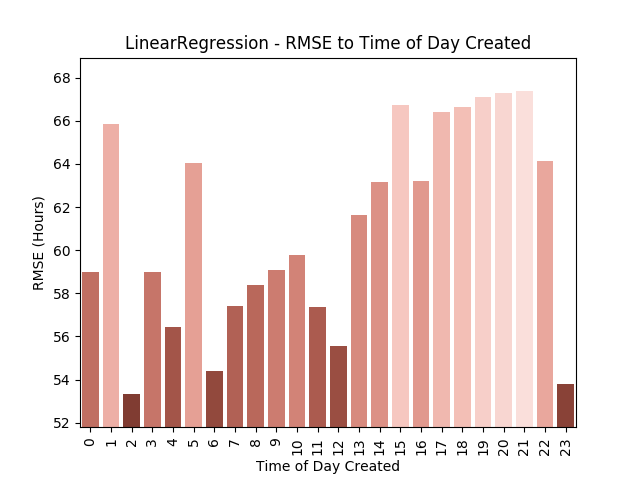 LinearRegression - RMSE to Time of Day Created
RMSE (Hours)
68
66
64
62
60
58
56
54
52
0 1 2 3 4 5 6 7 8 9 10 11 12 13 14 15 16 17 18 19 20 21 22 23
Time of Day Created